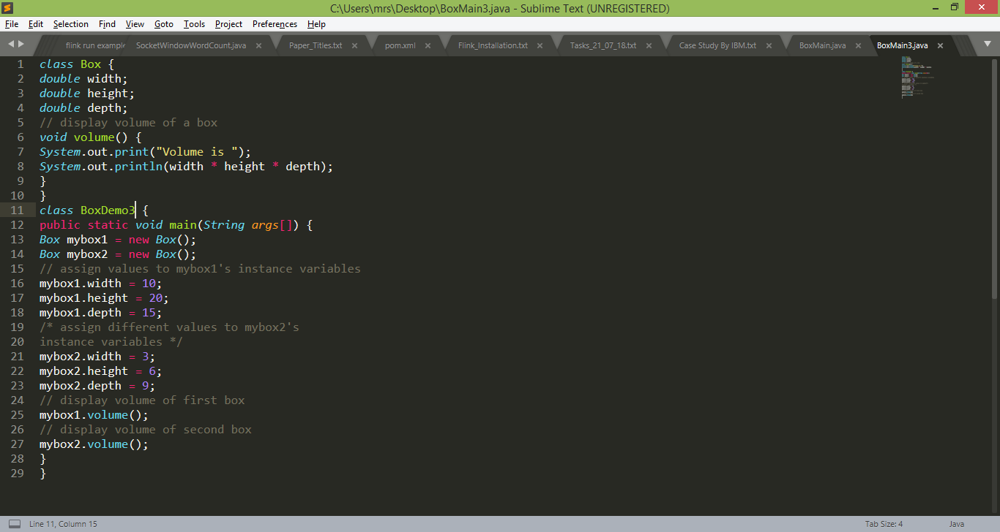 C:\Users\mrs\Desktop\BoxMain3.java - Sublime Text (UNREGISTERED)
File Edit Selection Find View Goto Tools Project Preferences Help
flink run example SocketWindowWordCount.java Paper_Titles.txt pom.xml Flink_Installation.txt Tasks_21_07_18.txt Case Study By IBM.txt BoxMain.java BoxMain3.java
1 class Box {
2 double width;
3 double height;
4 double depth;
5 // display volume of a box
6 void volume() {
7 System.out.print("Volume is ");
8 System.out.println(width * height * depth);
9 }
10 }
11 class BoxDemo3 {
12 public static void main(String args[]) {
13 Box mybox1 = new Box();
14 Box mybox2 = new Box();
15 // assign values to mybox1's instance variables
16 mybox1.width = 10;
17 mybox1.height = 20;
18 mybox1.depth = 15;
19 /* assign different values to mybox2's
20 instance variables */
21 mybox2.width = 3;
22 mybox2.height = 6;
23 mybox2.depth = 9;
24 // display volume of first box
25 mybox1.volume();
26 // display volume of second box
27 mybox2.volume();
28 }
29 }
Line 11, Column 15 Tab Size: 4 Java